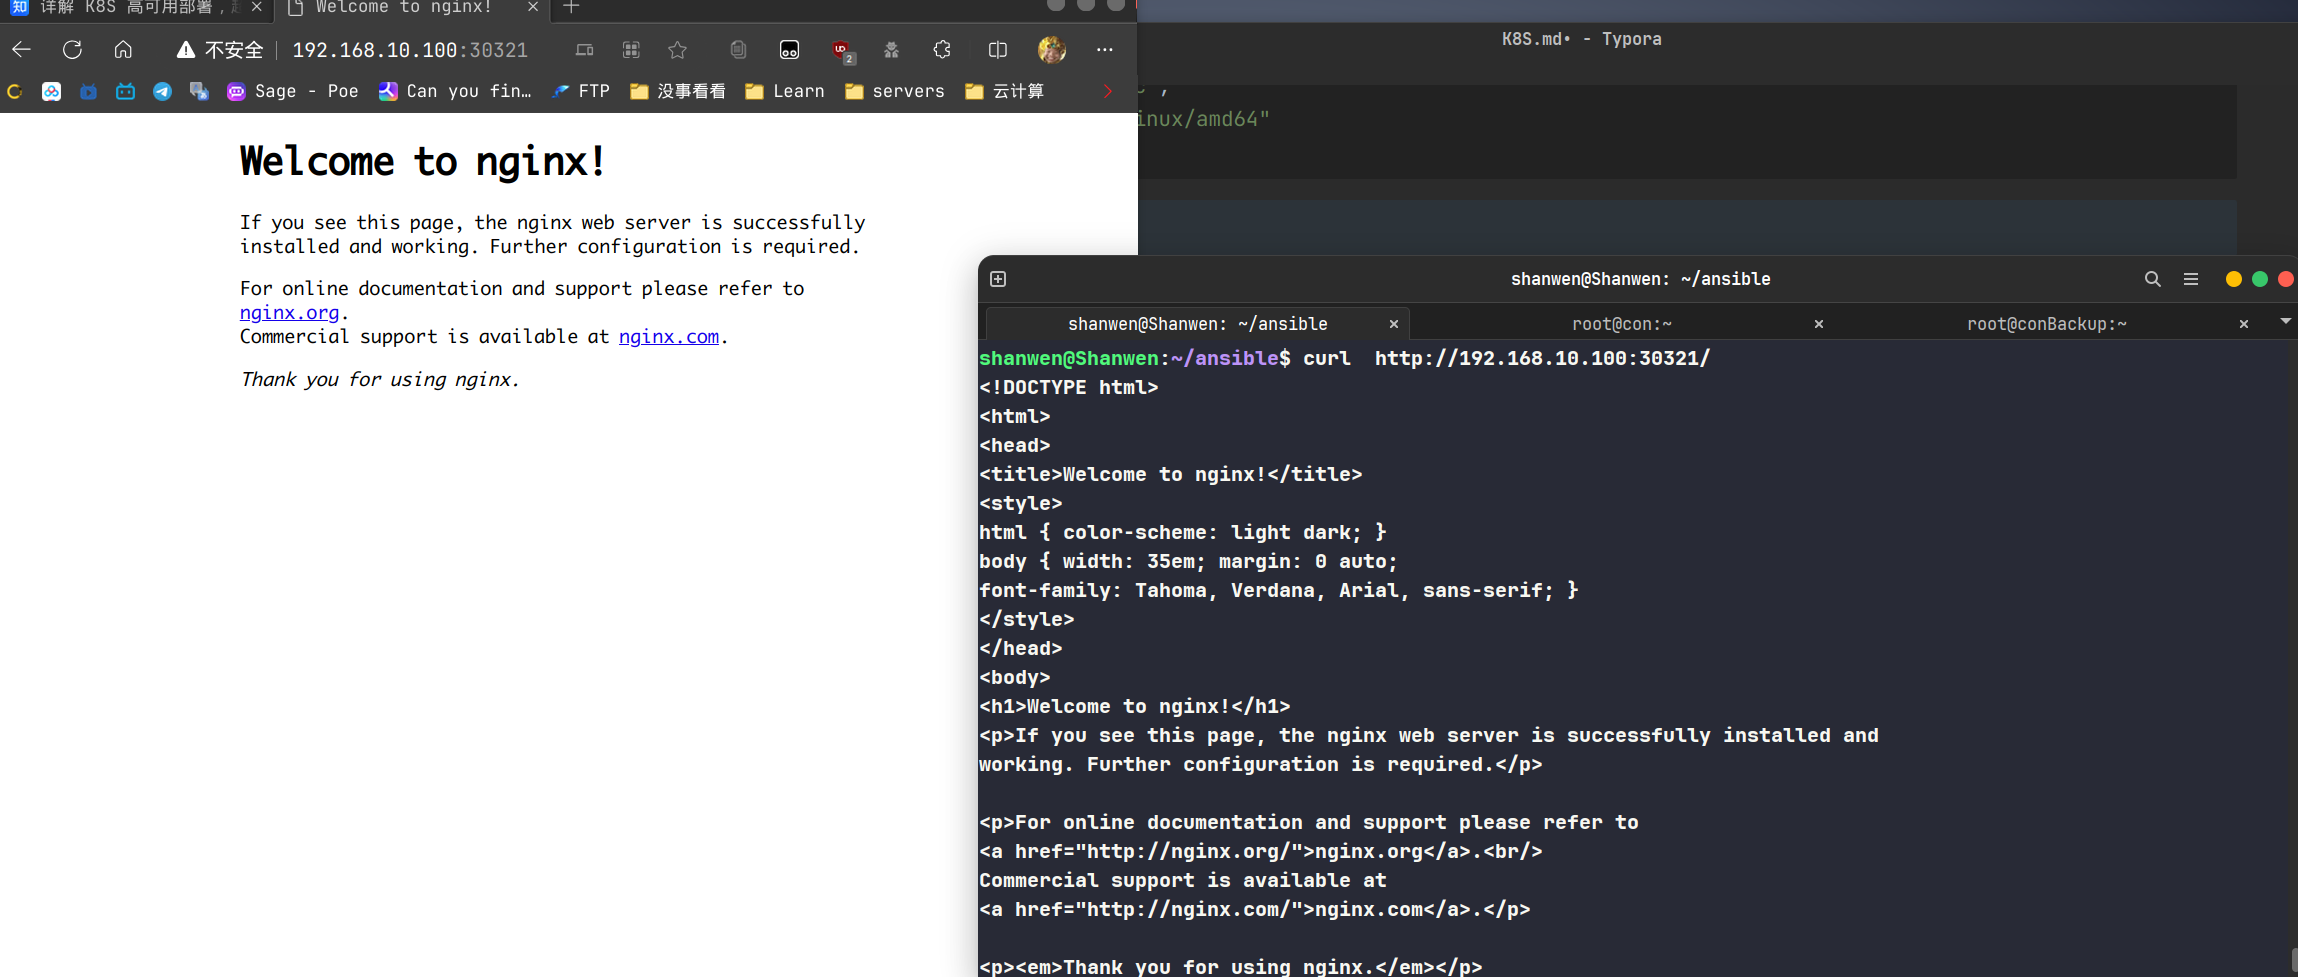 知 详解 K8S 高可用部署，
Welcome to nginx!
不安全 192.168.10.100:30321
2
Sage - Poe
Can you fin…
FTP
没事看看
Learn
servers
云计算
Welcome to nginx!
If you see this page, the nginx web server is successfully
installed and working. Further configuration is required.
For online documentation and support please refer to
nginx.org.
Commercial support is available at nginx.com.
Thank you for using nginx.
K8S.md• - Typora
inux/amd64"
shanwen@Shanwen: ~/ansible
shanwen@Shanwen: ~/ansible
root@con:~
root@conBackup:~
shanwen@Shanwen:~/ansible$ curl  http://192.168.10.100:30321/
<!DOCTYPE html>
<html>
<head>
<title>Welcome to nginx!</title>
<style>
html { color-scheme: light dark; }
body { width: 35em; margin: 0 auto;
font-family: Tahoma, Verdana, Arial, sans-serif; }
</style>
</head>
<body>
<h1>Welcome to nginx!</h1>
<p>If you see this page, the nginx web server is successfully installed and
working. Further configuration is required.</p>
<p>For online documentation and support please refer to
<a href="http://nginx.org/">nginx.org</a>.<br/>
Commercial support is available at
<a href="http://nginx.com/">nginx.com</a>.</p>
<p><em>Thank you for using nginx.</em></p>